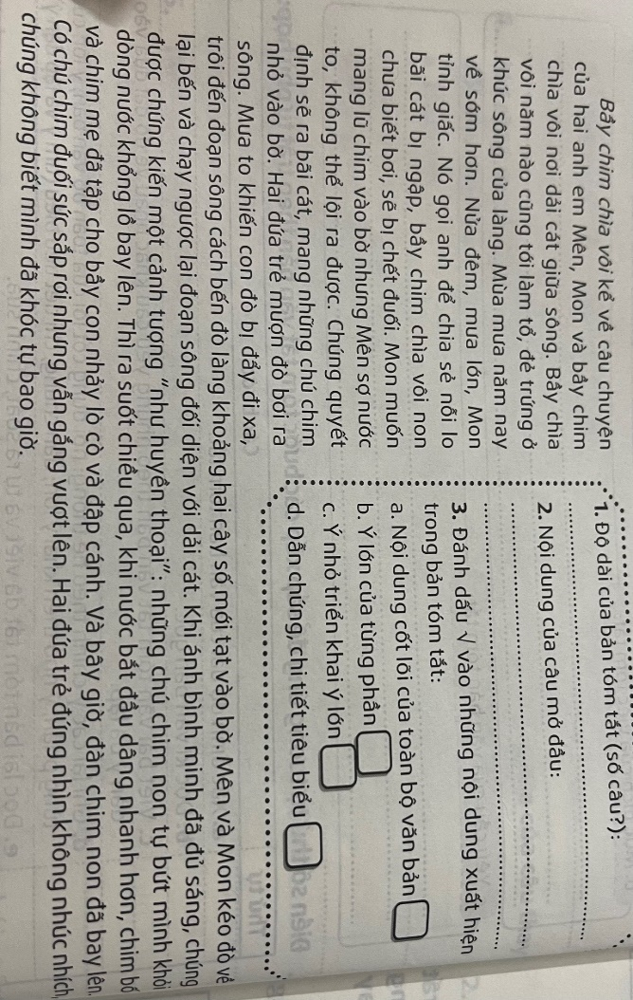 Bầy chim chìa vôi kể về câu chuyện
của hai anh em Mên, Mon và bầy chim
chìa vôi nơi dải cát giữa sông. Bầy chìa
vôi năm nào cũng tới làm tổ, đẻ trứng ở
khúc sông của làng. Mùa mưa năm nay
về sớm hơn. Nửa đêm, mưa lớn, Mon
tỉnh giấc. Nó gọi anh để chia sẻ nỗi lo
bãi cát bị ngập, bầy chim chìa vôi non
chưa biết bơi, sẽ bị chết đuối. Mon muốn
mang lũ chim vào bờ nhưng Mên sợ nước
to, không thể lội ra được. Chúng quyết
định sẽ ra bãi cát, mang những chú chim
nhỏ vào bờ. Hai đứa trẻ mượn đò bơi ra
sông. Mưa to khiến con đò bị đẩy đi xa,
trôi đến đoạn sông cách bến đò làng khoảng hai cây số mới tạt vào bờ. Mên và Mon kéo đò về
lại bến và chạy ngược lại đoạn sông đối diện với dải cát. Khi ánh bình minh đã đủ sáng, chúng
được chứng kiến một cảnh tượng "như huyền thoại": những chú chim non tự bứt mình khỏi
dòng nước khổng lồ bay lên. Thì ra suốt chiều qua, khi nước bắt đầu dâng nhanh hơn, chim bố
và chim mẹ đã tập cho bầy con nhảy lò cò và đập cánh. Và bây giờ, đàn chim non đã bay lên.
Có chú chim đuối sức sắp rơi nhưng vẫn gắng vượt lên. Hai đứa trẻ đứng nhìn không nhúc nhích,
chúng không biết mình đã khóc tự bao giờ.
1. Độ dài của bản tóm tắt (số câu?):
2. Nội dung của câu mở đầu:
3. Đánh dấu √ vào những nội dung xuất hiện
trong bản tóm tắt:
a. Nội dung cốt lõi của toàn bộ văn bản
b. Ý lớn của từng phần
c. Ý nhỏ triển khai ý lớn
d. Dẫn chứng, chi tiết tiêu biểu